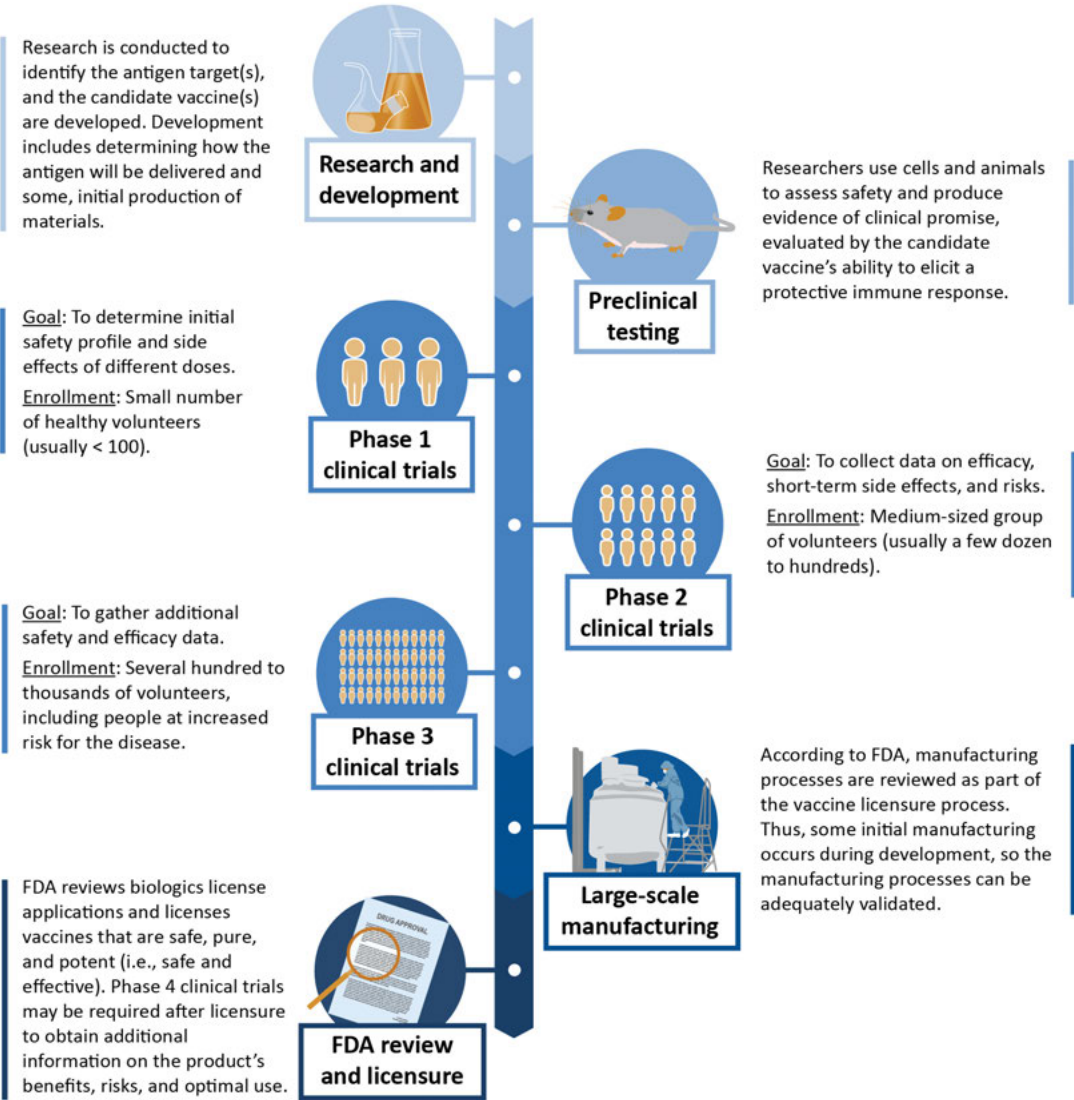 Research is conducted to
identify the antigen target(s),
and the candidate vaccine(s)
are developed. Development
includes determining how the
antigen will be delivered and
some, initial production of
materials.
Research and
development
Researchers use cells and animals
to assess safety and produce
evidence of clinical promise,
evaluated by the candidate
vaccine’s ability to elicit a
protective immune response.
Preclinical
testing
Goal: To determine initial
safety profile and side
effects of different doses.
Enrollment: Small number
of healthy volunteers
(usually < 100).
Phase 1
clinical trials
Goal: To collect data on efficacy,
short-term side effects, and risks.
Enrollment: Medium-sized group
of volunteers (usually a few dozen
to hundreds).
Phase 2
clinical trials
Goal: To gather additional
safety and efficacy data.
Enrollment: Several hundred to
thousands of volunteers,
including people at increased
risk for the disease.
Phase 3
clinical trials
According to FDA, manufacturing
processes are reviewed as part of
the vaccine licensure process.
Thus, some initial manufacturing
occurs during development, so the
manufacturing processes can be
adequately validated.
Large-scale
manufacturing
FDA reviews biologics license
applications and licenses
vaccines that are safe, pure,
and potent (i.e., safe and
effective). Phase 4 clinical trials
may be required after licensure
to obtain additional
information on the product’s
benefits, risks, and optimal use.
DRUG APPROVAL
FDA review
and licensure